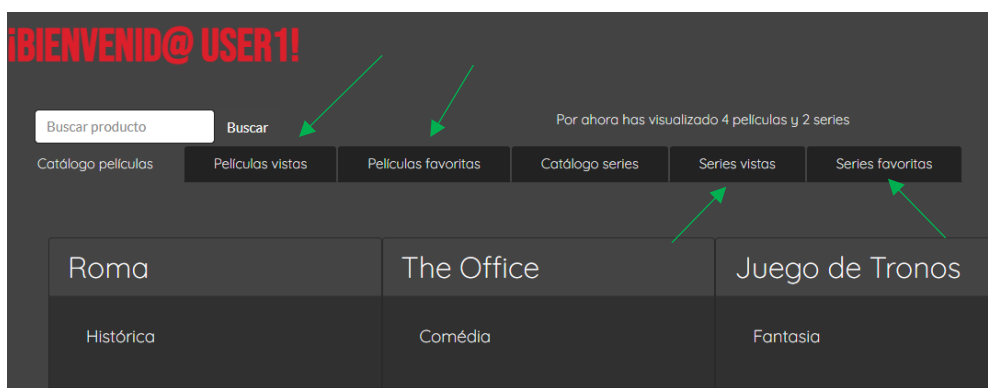 ¡BIENVENID@ USER1!
Buscar producto Buscar Por ahora has visualizado 4 películas y 2 series
Catálogo películas Películas vistas Películas favoritas Catálogo series Series vistas Series favoritas
Roma The Office Juego de Tronos
Histórica Comédia Fantasia